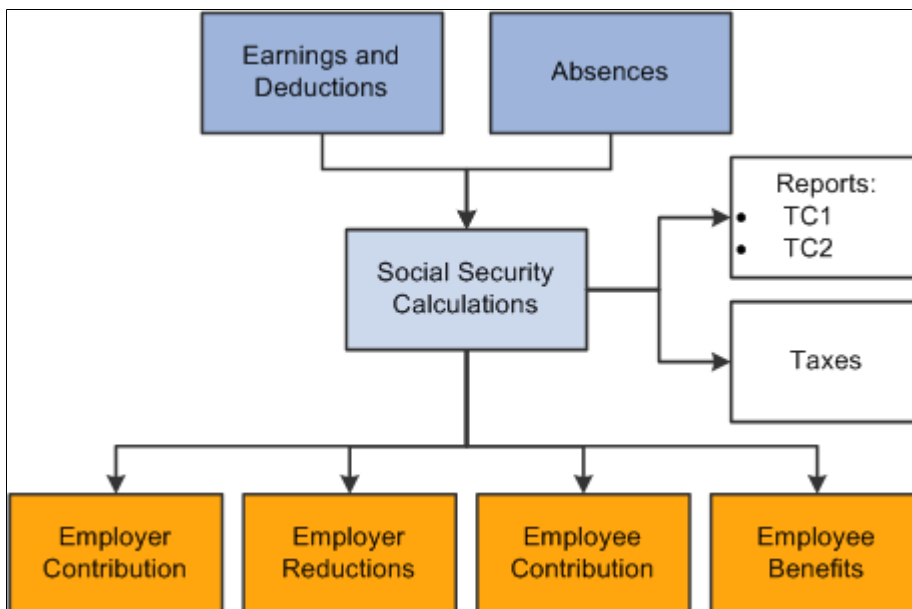 Earnings and
Deductions
Absences
Reports:
• TC1
• TC2
Social Security
Calculations
Taxes
Employer
Contribution
Employer
Reductions
Employee
Contribution
Employee
Benefits